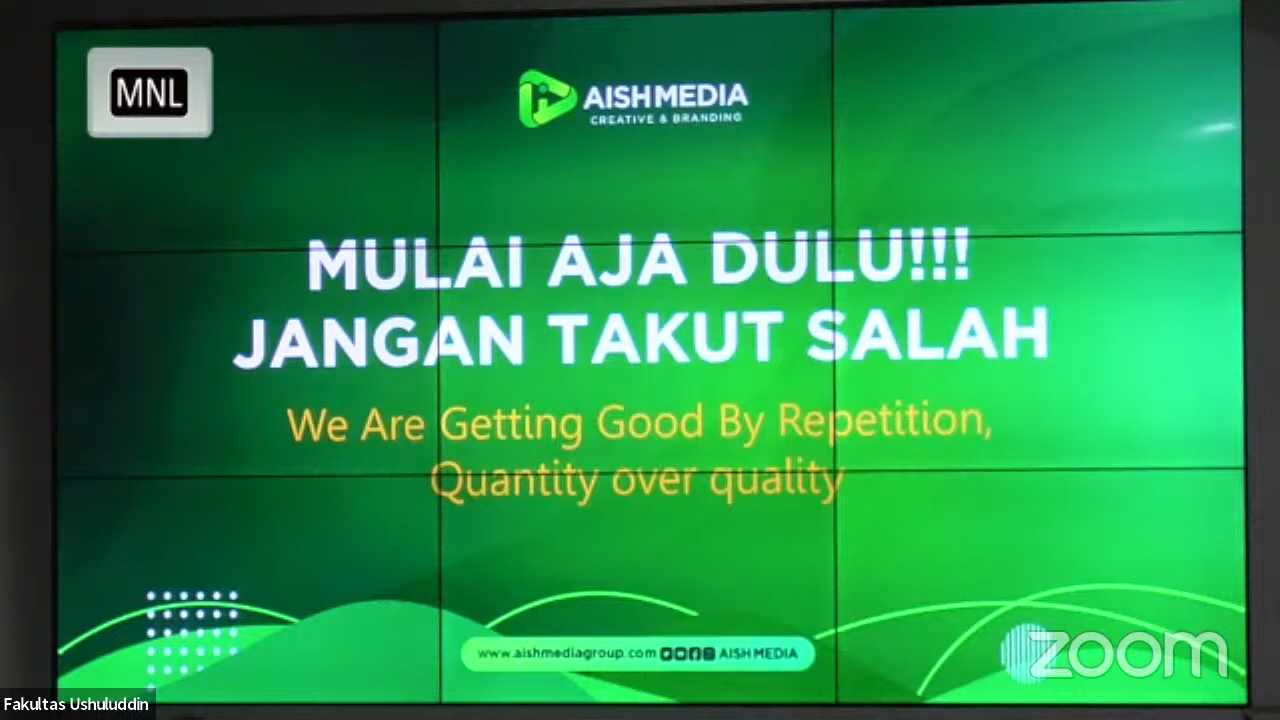 MNL
AISHMEDIA
CREATIVE & BRANDING
MULAI AJA DULU!!!
JANGAN TAKUT SALAH
We Are Getting Good By Repetition,
Quantity over quality
www.aishmediagroup.com AISH MEDIA
zoom
Fakultas Ushuluddin